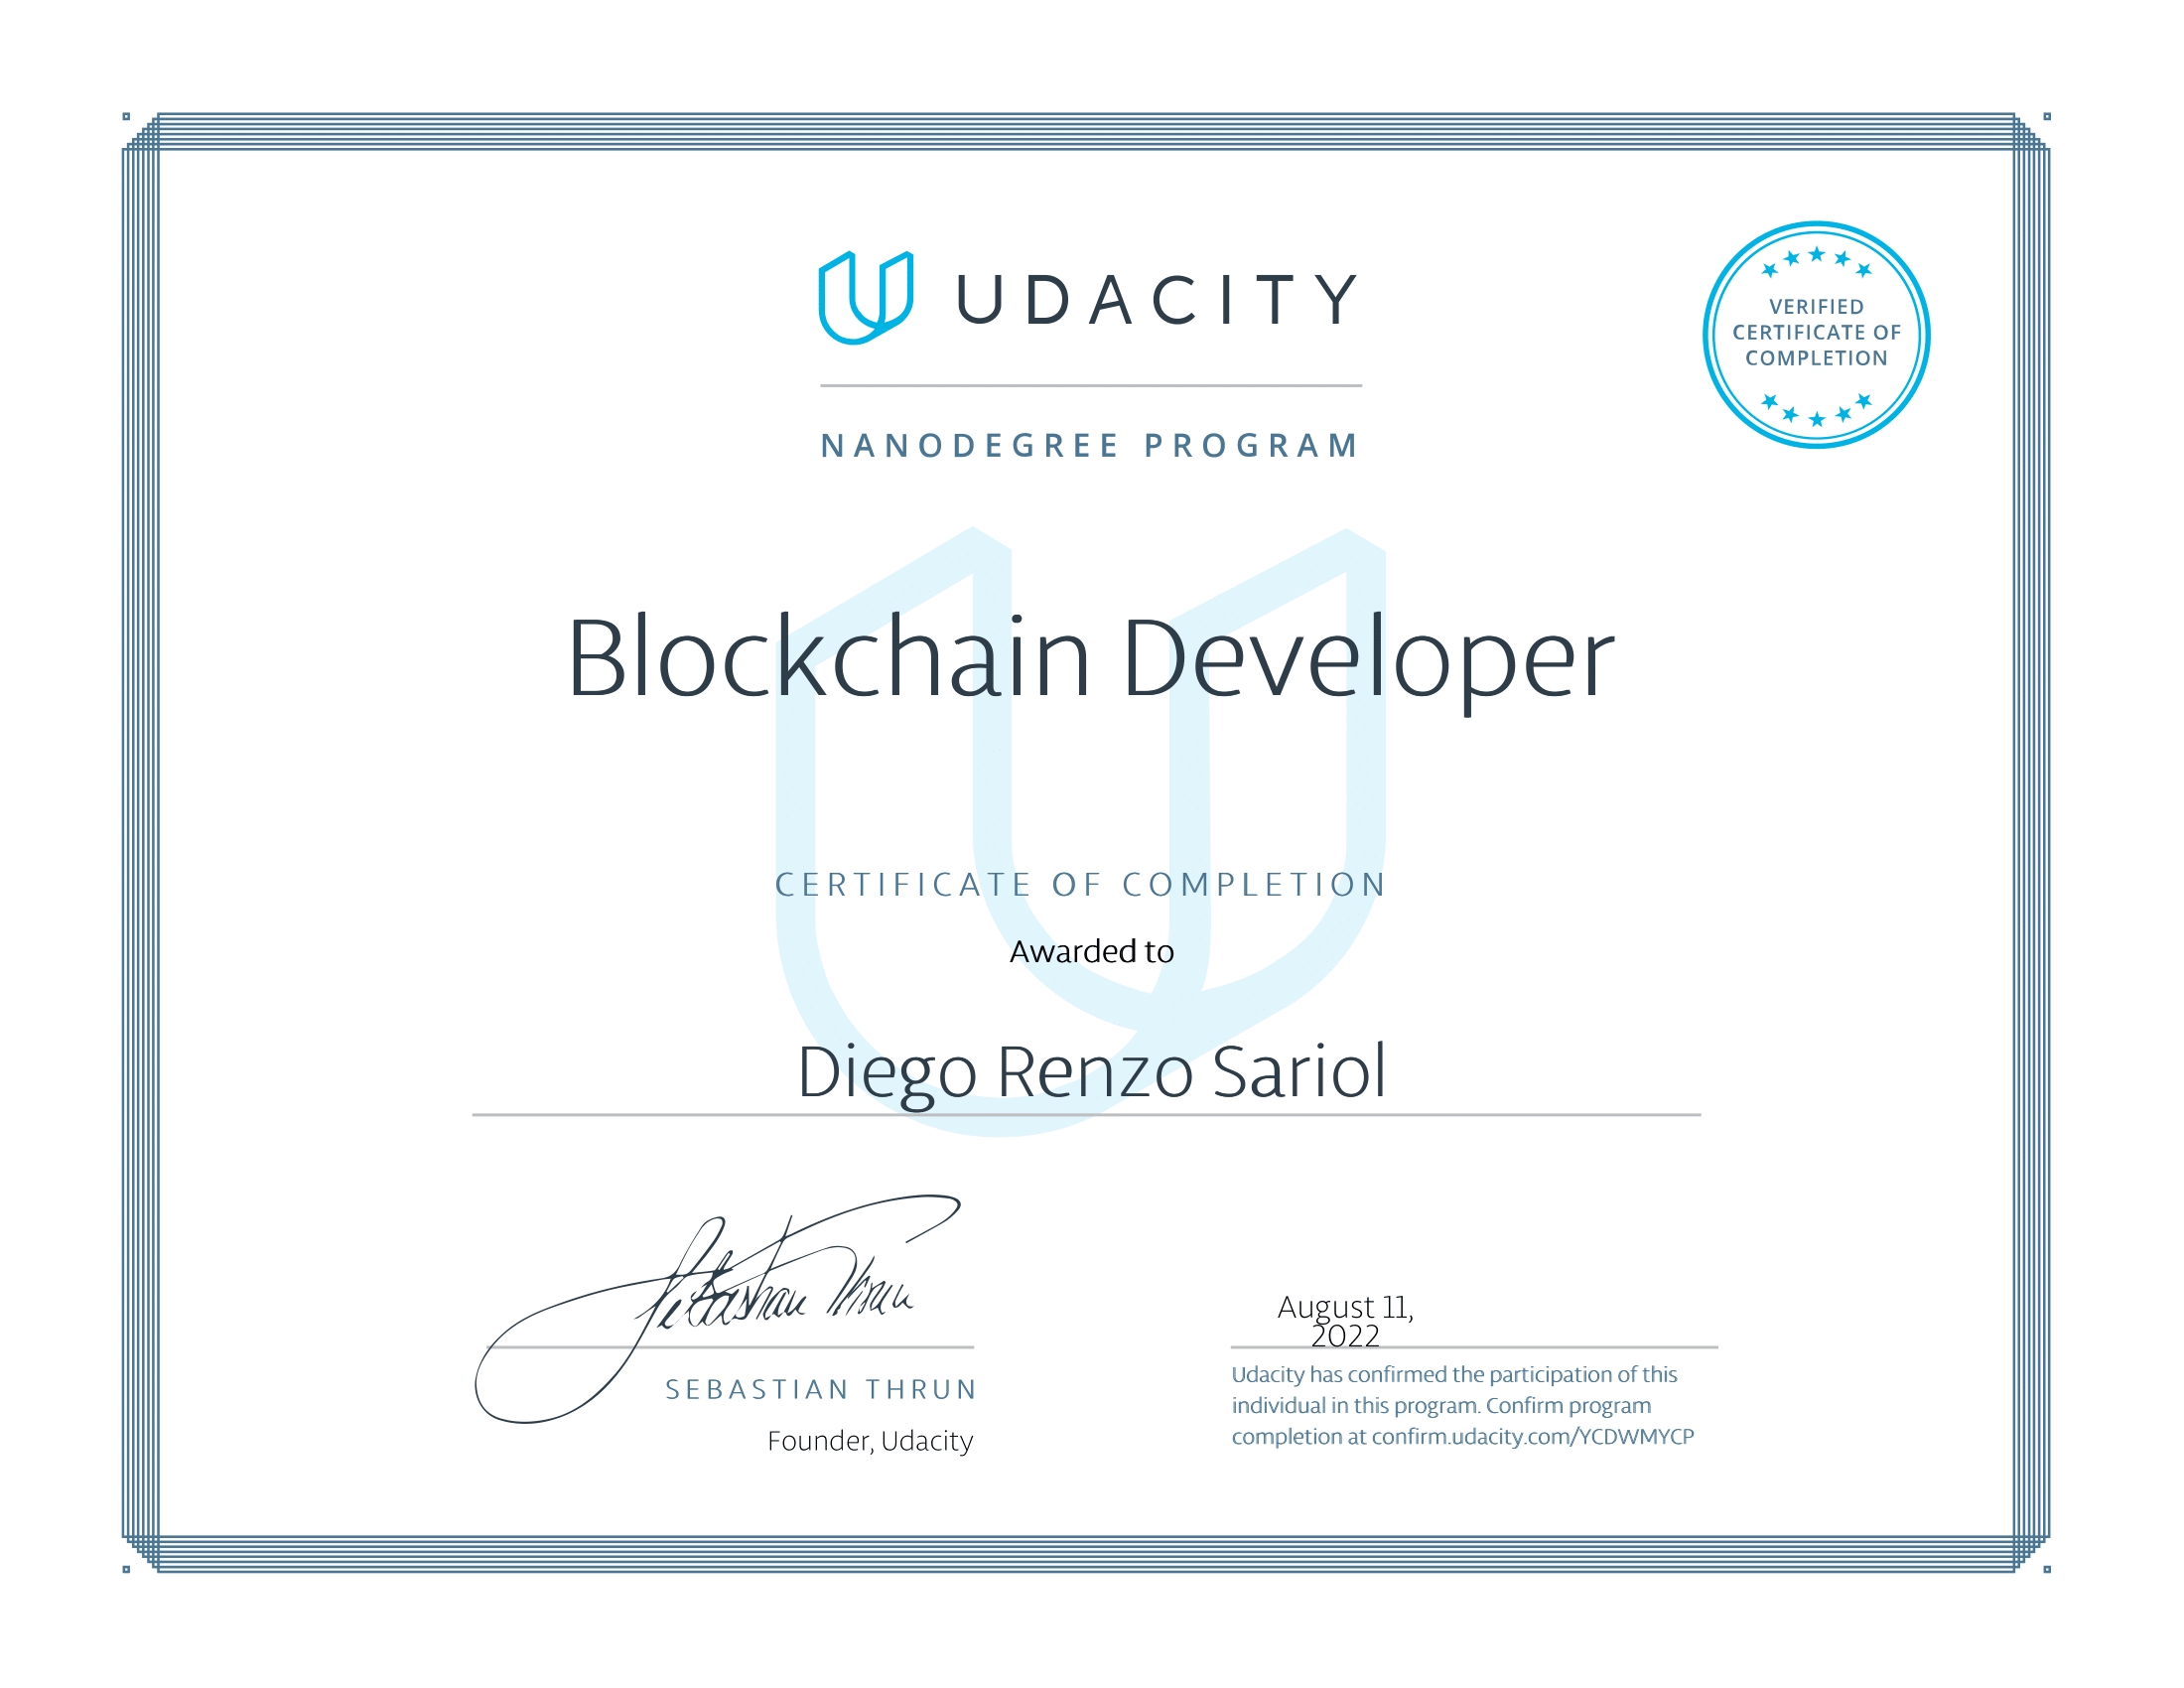 UDACITY
VERIFIED
CERTIFICATE OF
COMPLETION
NANODEGREE PROGRAM
Blockchain Developer
CERTIFICATE OF COMPLETION
Awarded to
Diego Renzo Sariol
Sebastian Thrun
SEBASTIAN THRUN
Founder, Udacity
August 11,
2022
Udacity has confirmed the participation of this
individual in this program. Confirm program
completion at confirm.udacity.com/YCDWMYCP